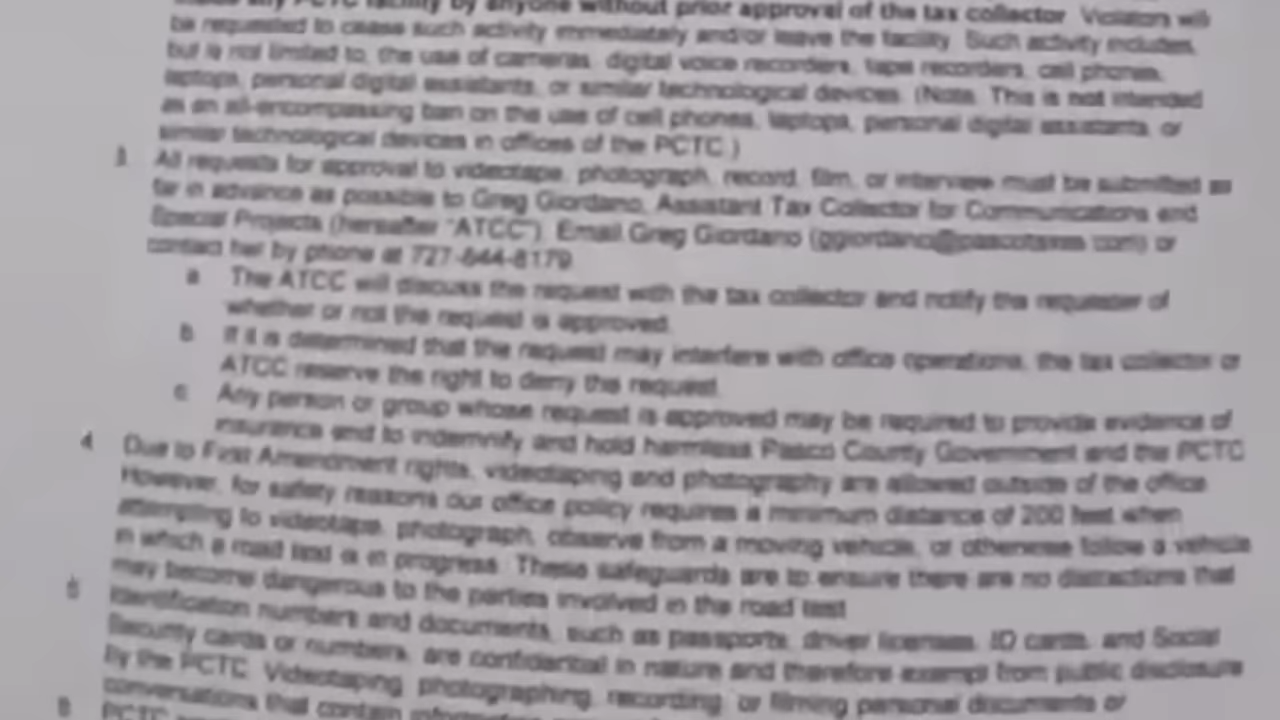 inside any PCTC facility by anyone without prior approval of the tax collector. Violators will
be requested to cease such activity immediately and/or leave the facility. Such activity includes,
but is not limited to, the use of cameras, digital voice recorders, tape recorders, cell phones,
laptops, personal digital assistants, or similar technological devices. (Note: This is not intended
as an all-encompassing ban on the use of cell phones, laptops, personal digital assistants, or
similar technological devices in offices of the PCTC.)
3. All requests for approval to videotape, photograph, record, film, or interview must be submitted as
far in advance as possible to Greg Giordano, Assistant Tax Collector for Communications and
Special Projects (hereafter "ATCC"). Email Greg Giordano (ggiordano@pascotaxes.com) or
contact her by phone at 727-844-8179.
a. The ATCC will discuss the request with the tax collector and notify the requester of
whether or not the request is approved.
b. If it is determined that the request may interfere with office operations, the tax collector or
ATCC reserve the right to deny the request.
c. Any person or group whose request is approved may be required to provide evidence of
insurance and to indemnify and hold harmless Pasco County Government and the PCTC.
4. Due to First Amendment rights, videotaping and photography are allowed outside of the office.
However, for safety reasons our office policy requires a minimum distance of 200 feet when
attempting to videotape, photograph, observe from a moving vehicle, or otherwise follow a vehicle
in which a road test is in progress. These safeguards are to ensure there are no distractions that
may become dangerous to the parties involved in the road test.
5. Identification numbers and documents, such as passports, driver licenses, ID cards, and Social
Security cards or numbers, are confidential in nature and therefore exempt from public disclosure
by the PCTC. Videotaping, photographing, recording, or filming personal documents or
conversations that contain
PCTC